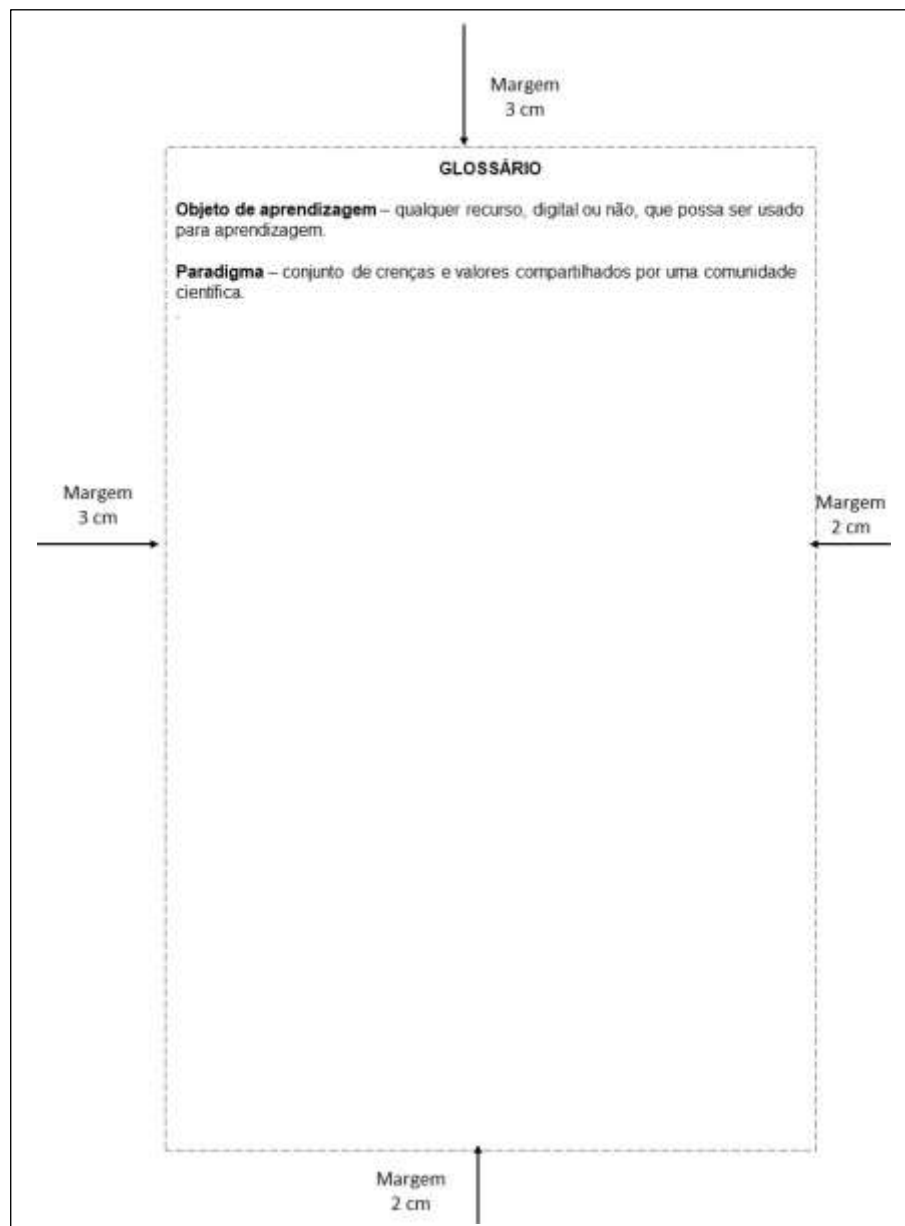 Margem
3 cm
GLOSSÁRIO
Objeto de aprendizagem – qualquer recurso, digital ou não, que possa ser usado
para aprendizagem.
Paradigma – conjunto de crenças e valores compartilhados por uma comunidade
científica.
Margem
3 cm
Margem
2 cm
Margem
2 cm